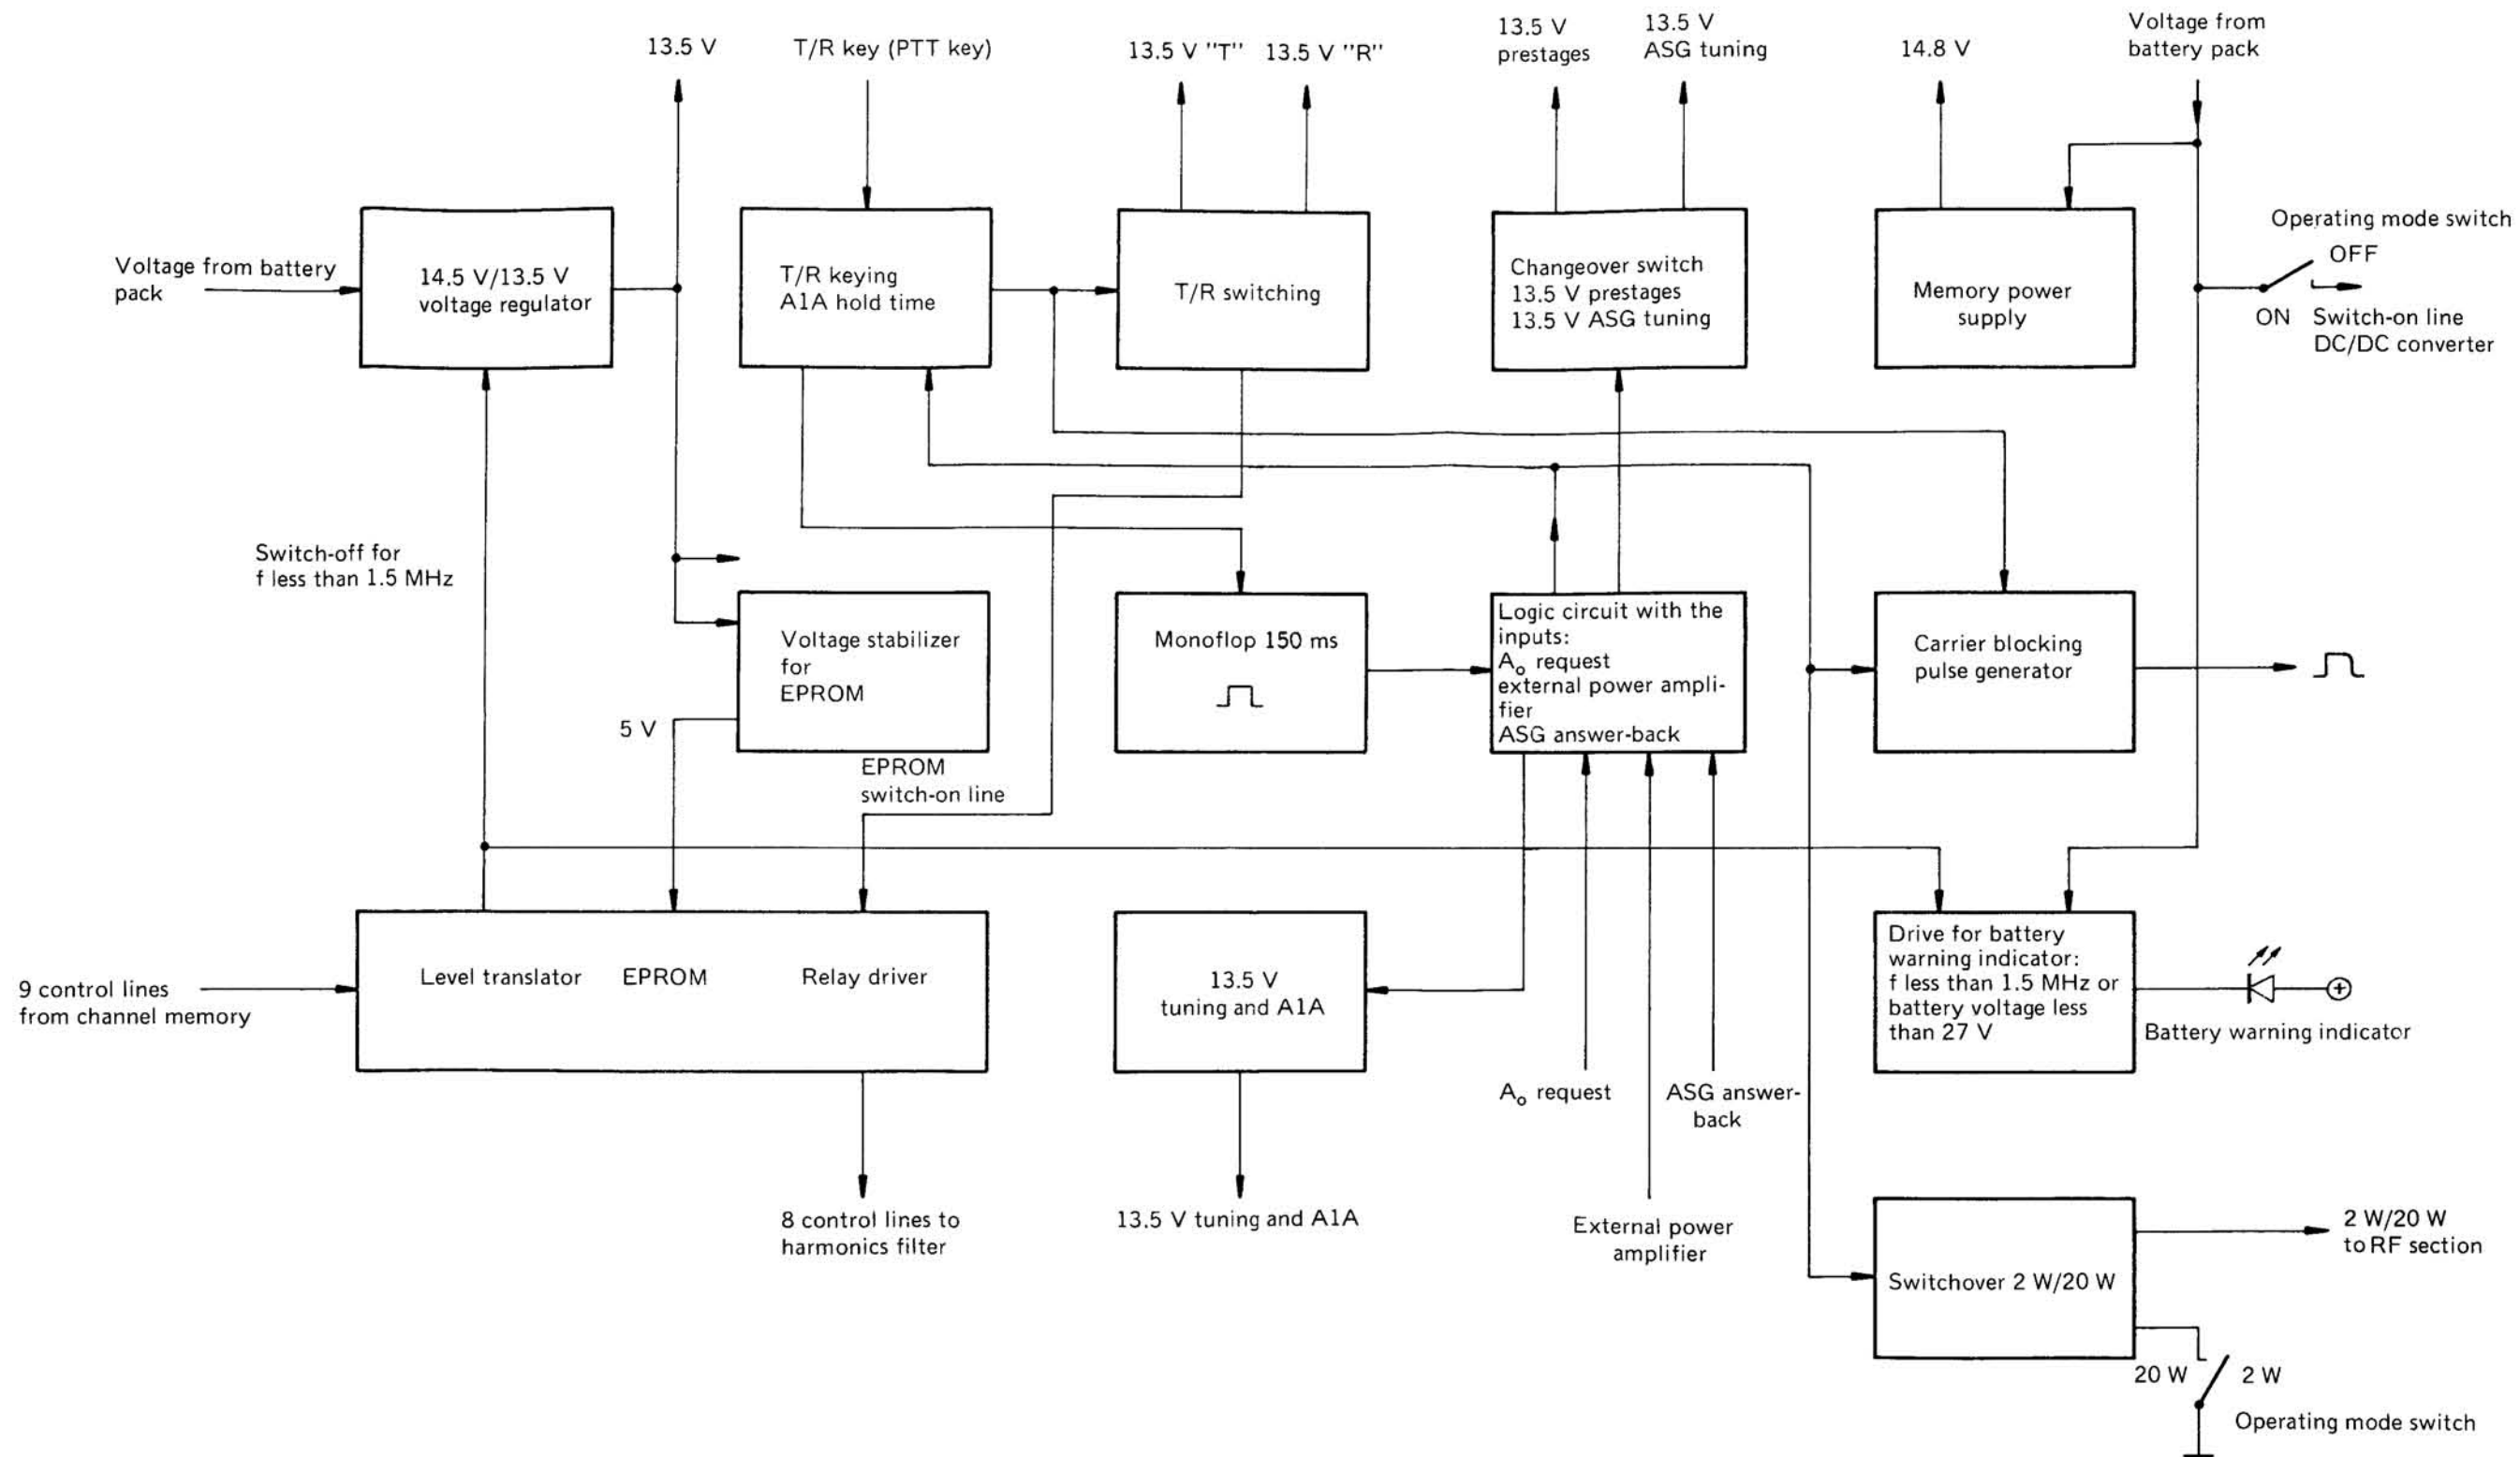 13.5 V
T/R key (PTT key)
13.5 V "T"
13.5 V "R"
13.5 V
prestages
13.5 V
ASG tuning
14.8 V
Voltage from
battery pack
Voltage from battery
pack
14.5 V/13.5 V
voltage regulator
T/R keying
A1A hold time
T/R switching
Changeover switch
13.5 V prestages
13.5 V ASG tuning
Memory power
supply
Operating mode switch
OFF
ON
Switch-on line
DC/DC converter
Switch-off for
f less than 1.5 MHz
Voltage stabilizer
for
EPROM
5 V
EPROM
switch-on line
Monoflop 150 ms
Logic circuit with the
inputs:
Ao request
external power ampli-
fier
ASG answer-back
Carrier blocking
pulse generator
9 control lines
from channel memory
Level translator
EPROM
Relay driver
13.5 V
tuning and A1A
Drive for battery
warning indicator:
f less than 1.5 MHz or
battery voltage less
than 27 V
Battery warning indicator
Ao request
ASG answer-
back
8 control lines to
harmonics filter
13.5 V tuning and A1A
External power
amplifier
Switchover 2 W/20 W
2 W/20 W
to RF section
20 W
2 W
Operating mode switch